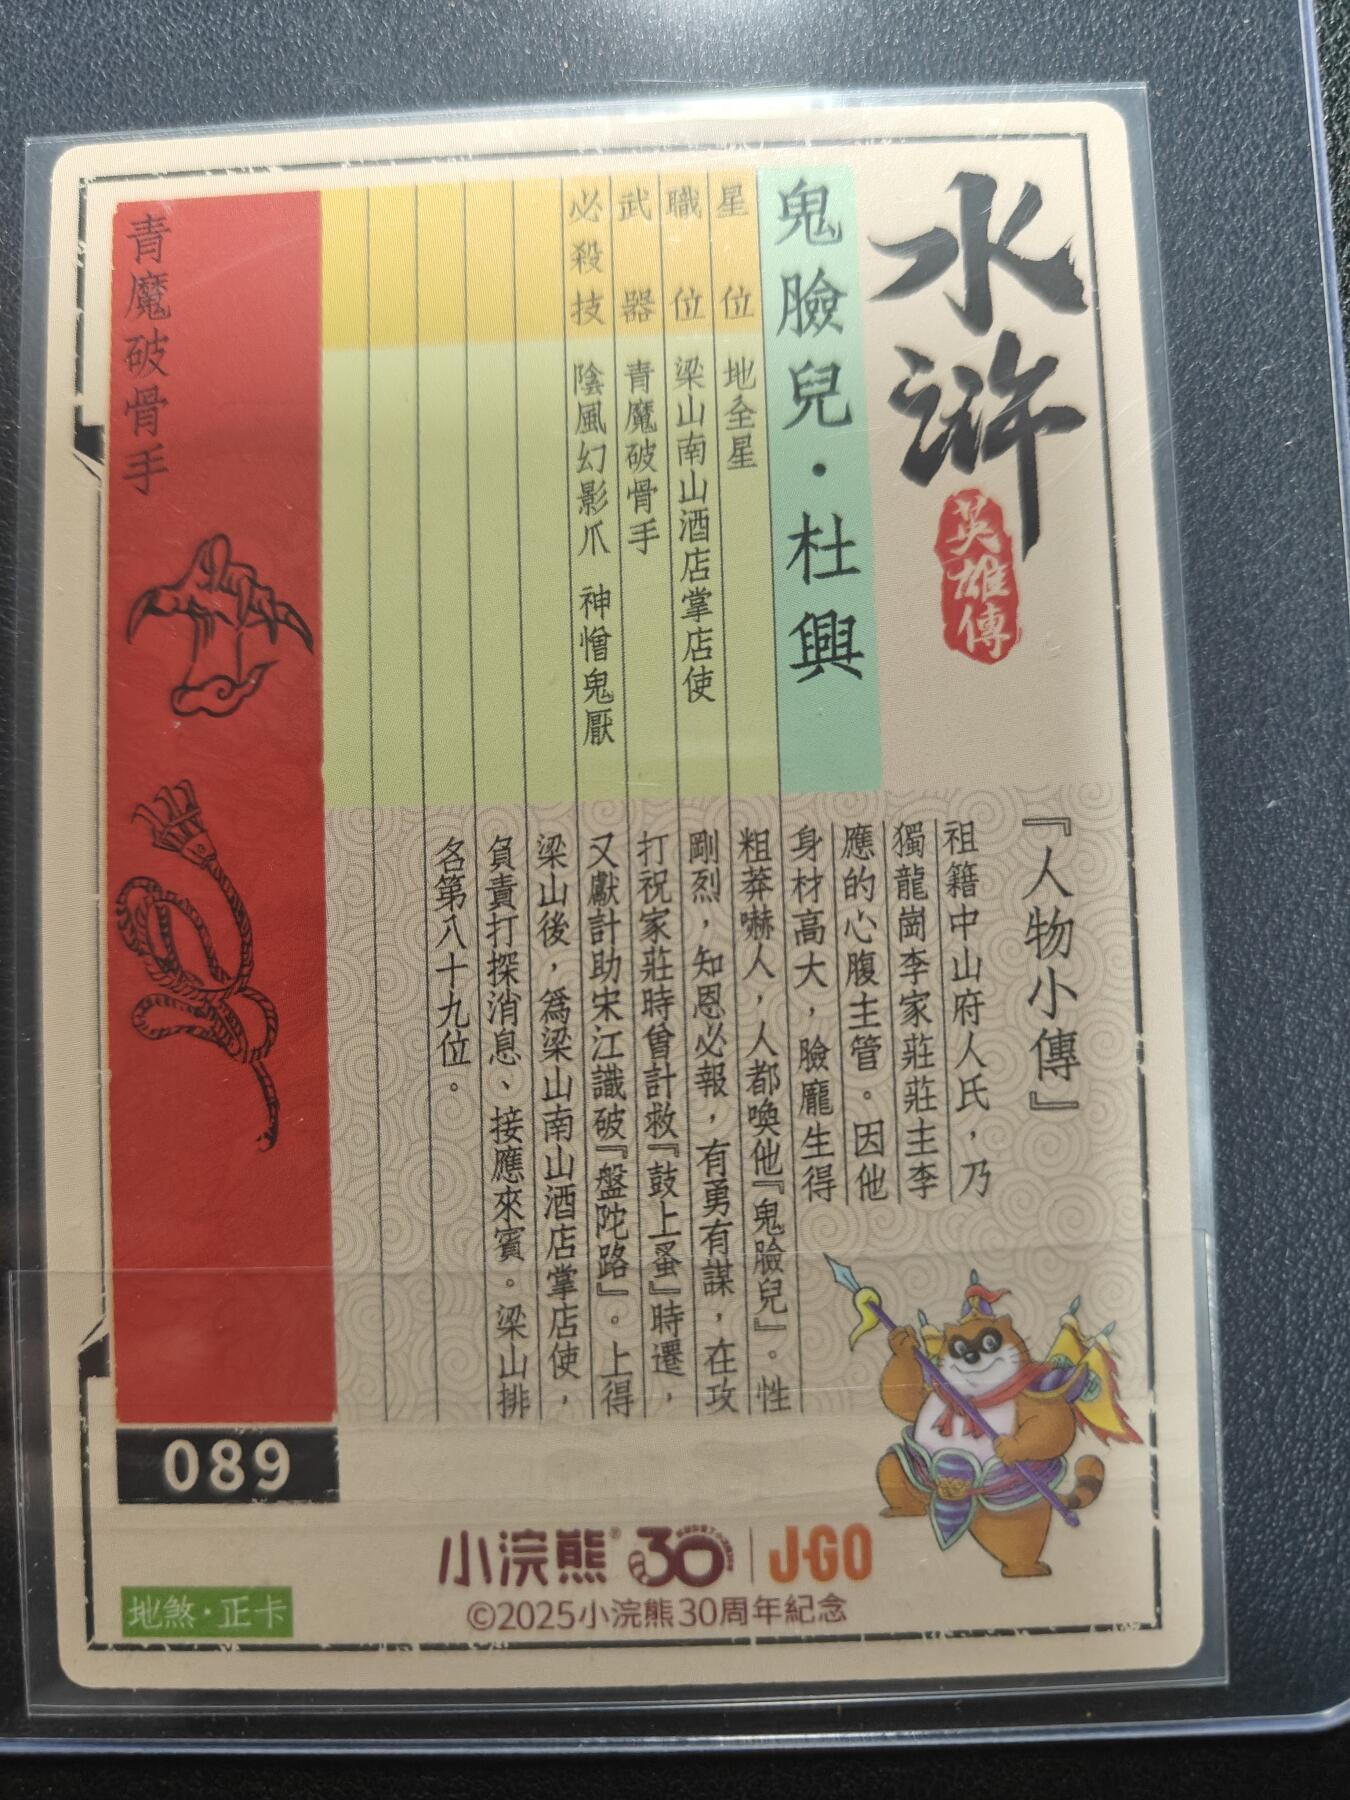 水滸
英雄傳
鬼臉兒·杜興
星位 地全星
職位 梁山南山酒店掌店使
武器 青魔破骨手
必殺技 陰風幻影爪 神憎鬼厭
『人物小傳』
祖籍中山府人氏，乃
獨龍崗李家莊莊主李
應的心腹主管。因他
身材高大，臉龐生得
粗莽嚇人，人都喚他『鬼臉兒』。性
剛烈，知恩必報，有勇有謀，在攻
打祝家莊時曾計救『鼓上蚤』時遷，
又獻計助宋江識破『盤陀路』。上得
梁山後，爲梁山南山酒店掌店使，
負責打探消息、接應來賓。梁山排
名第八十九位。
青魔破骨手
089
小浣熊® 30 J·GO
©2025小浣熊30周年紀念
地煞·正卡